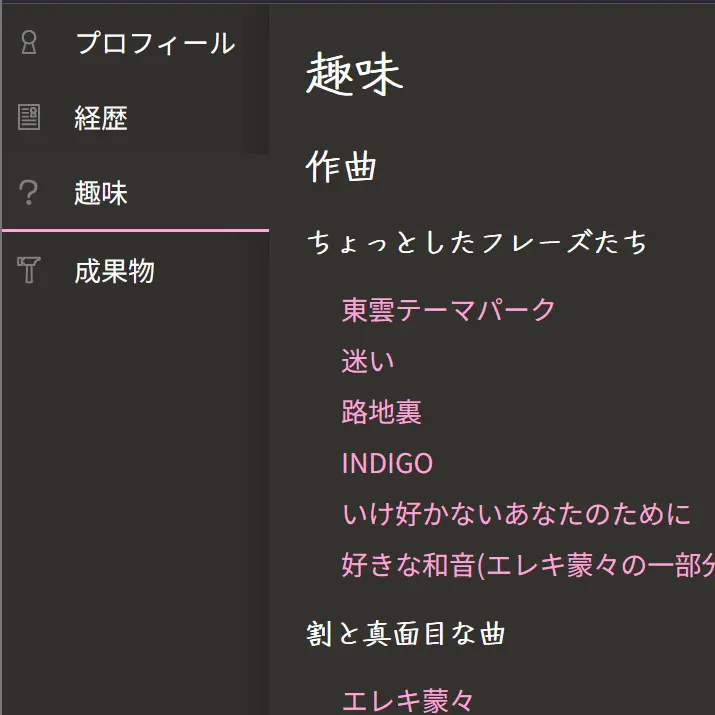 プロフィール
経歴
趣味
成果物
趣味
作曲
ちょっとしたフレーズたち
東雲テーマパーク
迷い
路地裏
INDIGO
いけ好かないあなたのために
好きな和音(エレキ蒙々の一部分
割と真面目な曲
エレキ蒙々